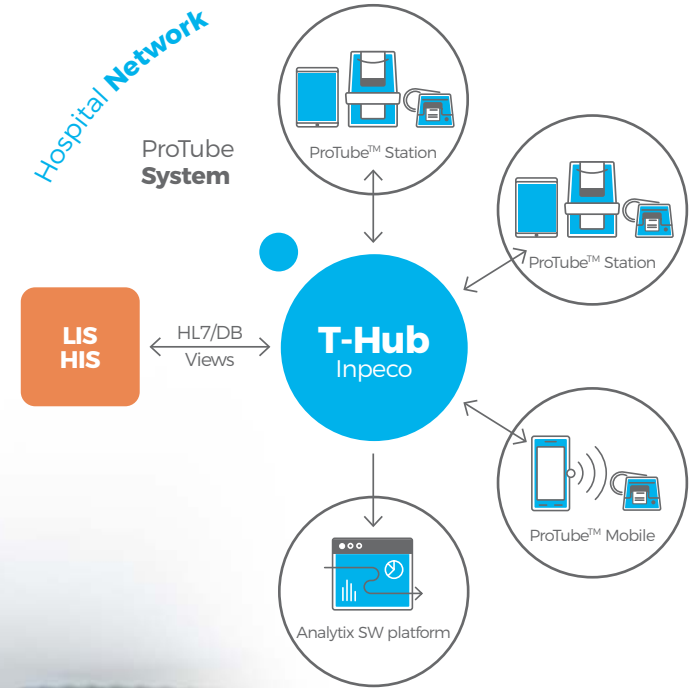 Hospital Network
ProTube
System
ProTube™ Station
ProTube™ Station
LIS
HIS
HL7/DB
Views
T-Hub
Inpeco
ProTube™ Mobile
Analytix SW platform